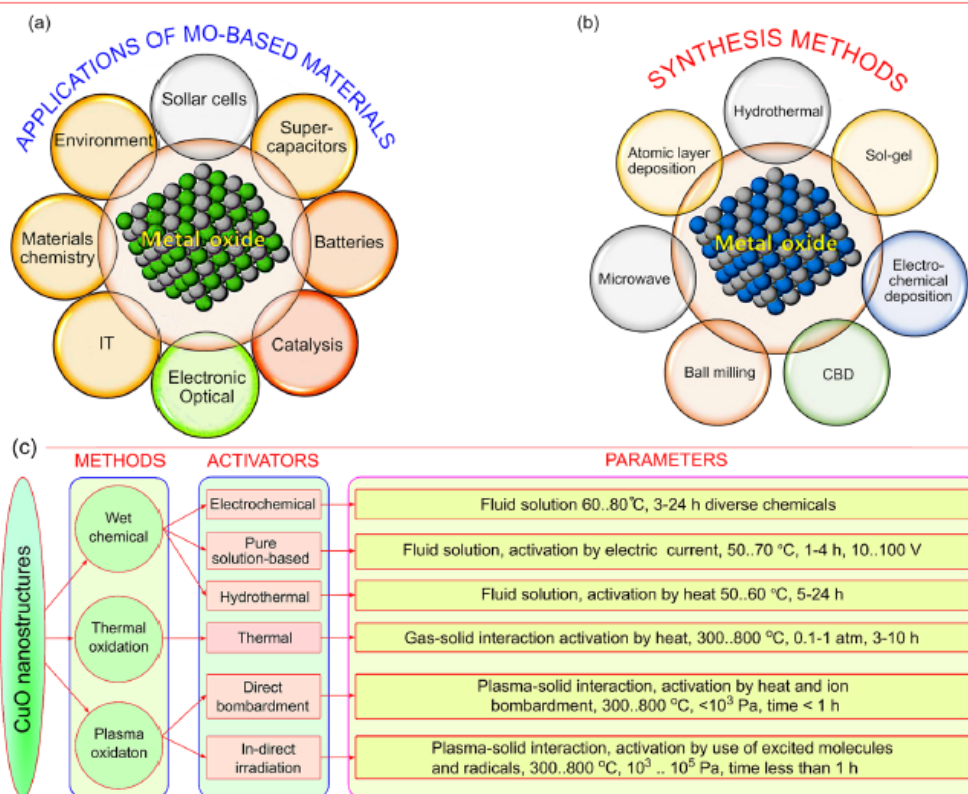 (a)
APPLICATIONS OF MO-BASED MATERIALS
Sollar cells
Environment
Super-
capacitors
Materials
chemistry
Metal oxide
Batteries
IT
Catalysis
Electronic
Optical
(b)
SYNTHESIS METHODS
Hydrothermal
Atomic layer
deposition
Sol-gel
Metal oxide
Microwave
Electro-
chemical
deposition
Ball milling
CBD
(c)
METHODS
ACTIVATORS
PARAMETERS
CuO nanostructures
Wet
chemical
Electrochemical
Fluid solution 60..80°C, 3-24 h diverse chemicals
Pure
solution-based
Fluid solution, activation by electric current, 50..70 °C, 1-4 h, 10..100 V
Hydrothermal
Fluid solution, activation by heat 50..60 °C, 5-24 h
Thermal
oxidation
Thermal
Gas-solid interaction activation by heat, 300..800 °C, 0.1-1 atm, 3-10 h
Plasma
oxidaton
Direct
bombardment
Plasma-solid interaction, activation by heat and ion
bombardment, 300..800 °C, <10³ Pa, time < 1 h
In-direct
irradiation
Plasma-solid interaction, activation by use of excited molecules
and radicals, 300..800 °C, 10³ .. 10⁵ Pa, time less than 1 h